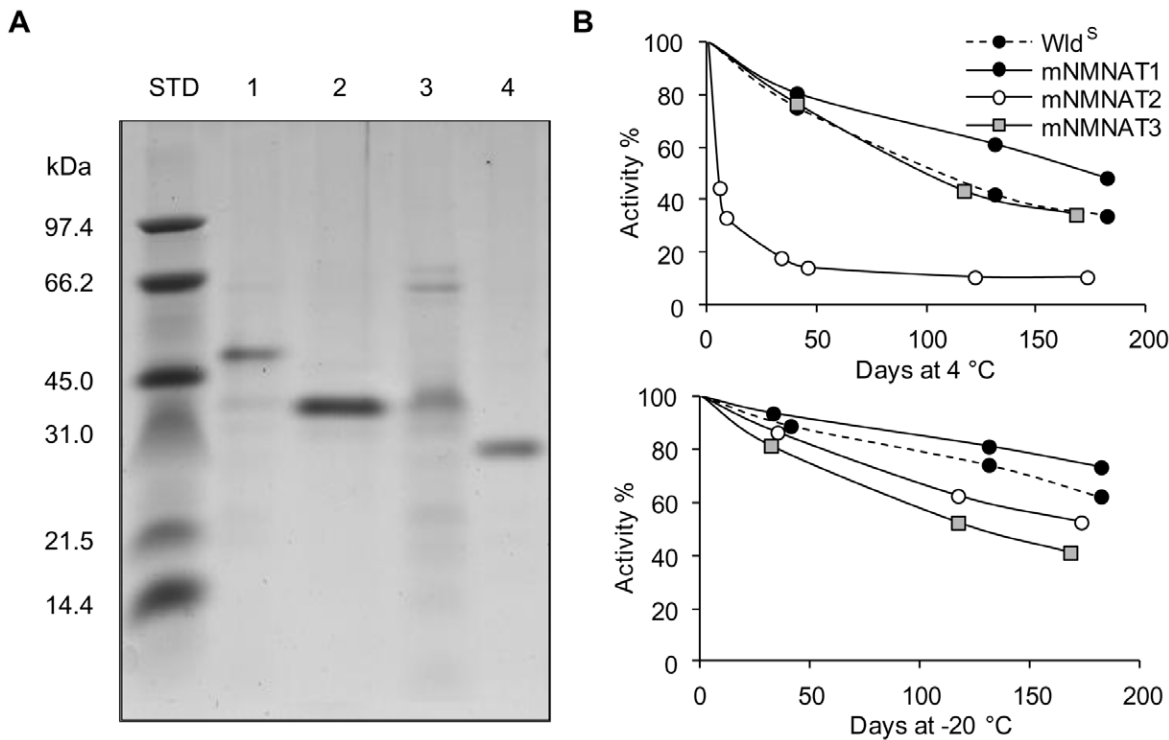 A
STD 1 2 3 4
kDa
97.4
66.2
45.0
31.0
21.5
14.4
B
100
80
60
40
20
0
Activity %
0 50 100 150 200
Days at 4 °C
Wld S
mNMNAT1
mNMNAT2
mNMNAT3
100
80
60
40
20
0
Activity %
0 50 100 150 200
Days at -20 °C